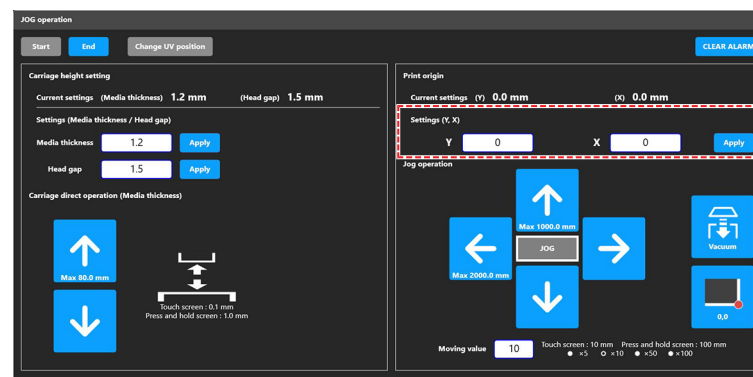 JOG operation
Start End Change UV position CLEAR ALARM
Carriage height setting
Current settings (Media thickness) 1.2 mm (Head gap) 1.5 mm
Settings (Media thickness / Head gap)
Media thickness 1.2 Apply
Head gap 1.5 Apply
Carriage direct operation (Media thickness)
Max 80.0 mm
Touch screen : 0.1 mm
Press and hold screen : 1.0 mm
Print origin
Current settings (Y) 0.0 mm (X) 0.0 mm
Settings (Y, X)
Y 0 X 0 Apply
Jog operation
Max 1000.0 mm
JOG
Max 2000.0 mm
Vacuum
0,0
Moving value 10 Touch screen : 10 mm Press and hold screen : 100 mm
×5 ×10 ×50 ×100